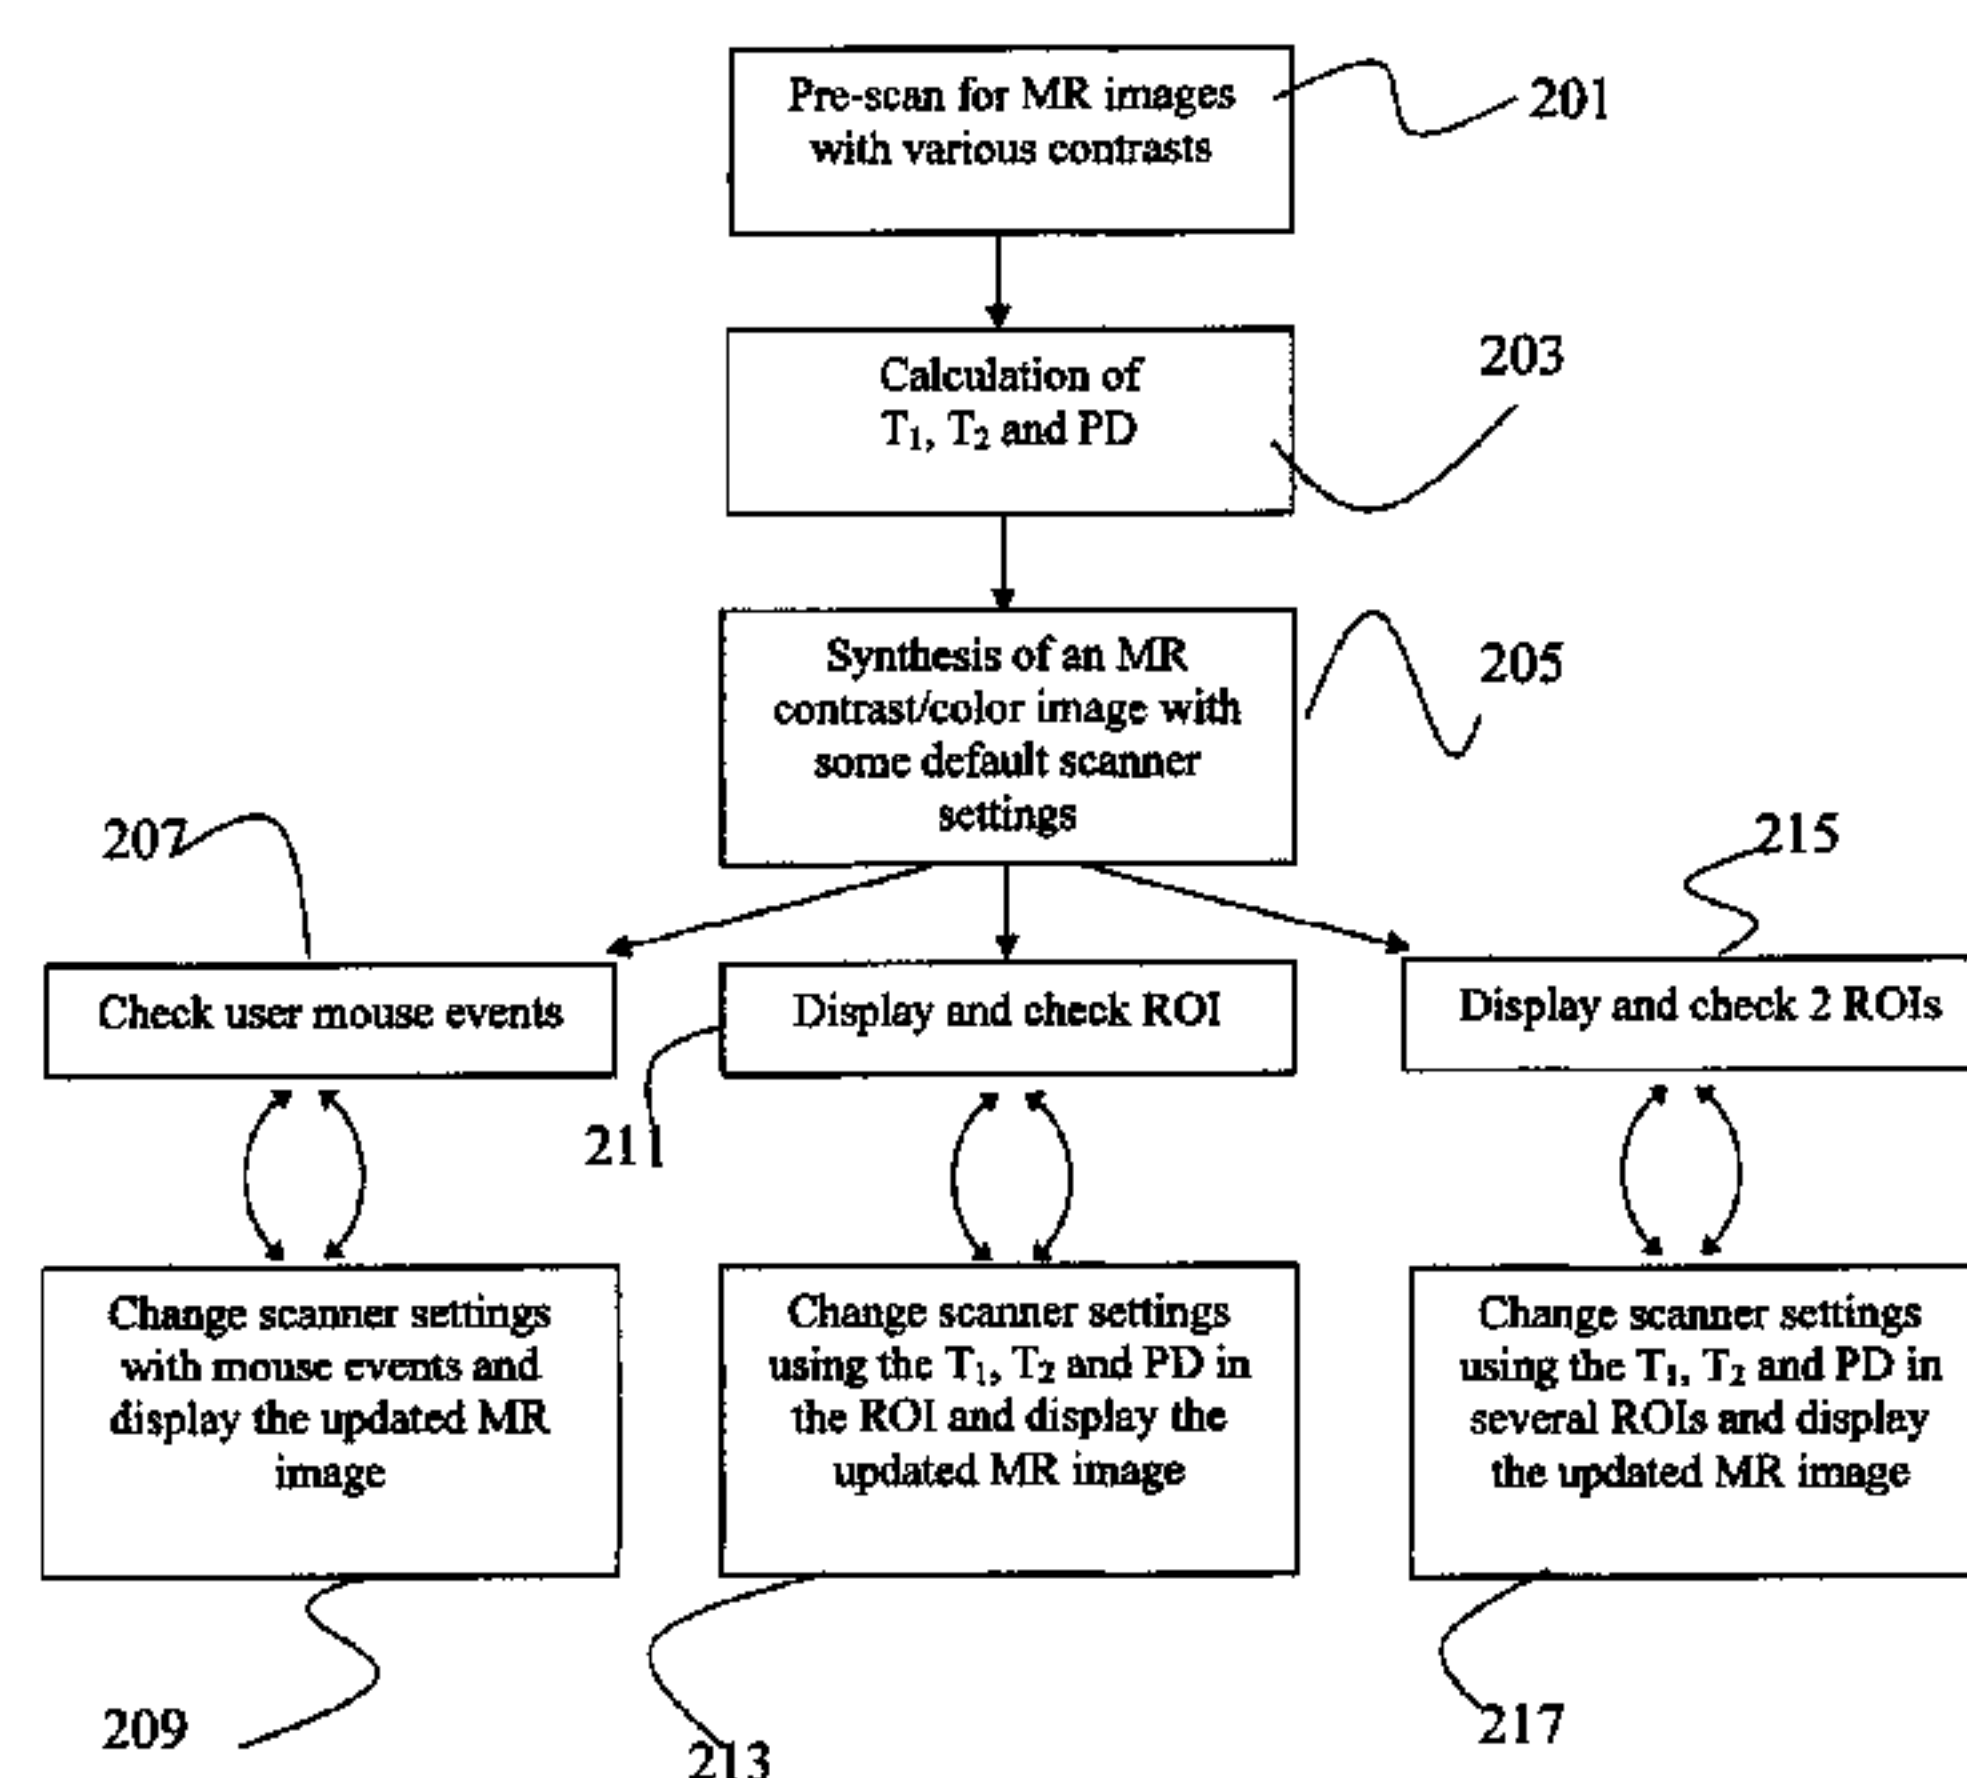 Pre-scan for MR images
with various contrasts
201
Calculation of
T₁, T₂ and PD
203
Synthesis of an MR
contrast/color image with
some default scanner
settings
205
207
215
Check user mouse events
Display and check ROI
Display and check 2 ROIs
211
Change scanner settings
with mouse events and
display the updated MR
image
Change scanner settings
using the T₁, T₂ and PD in
the ROI and display the
updated MR image
Change scanner settings
using the T₁, T₂ and PD in
several ROIs and display
the updated MR image
209
213
217